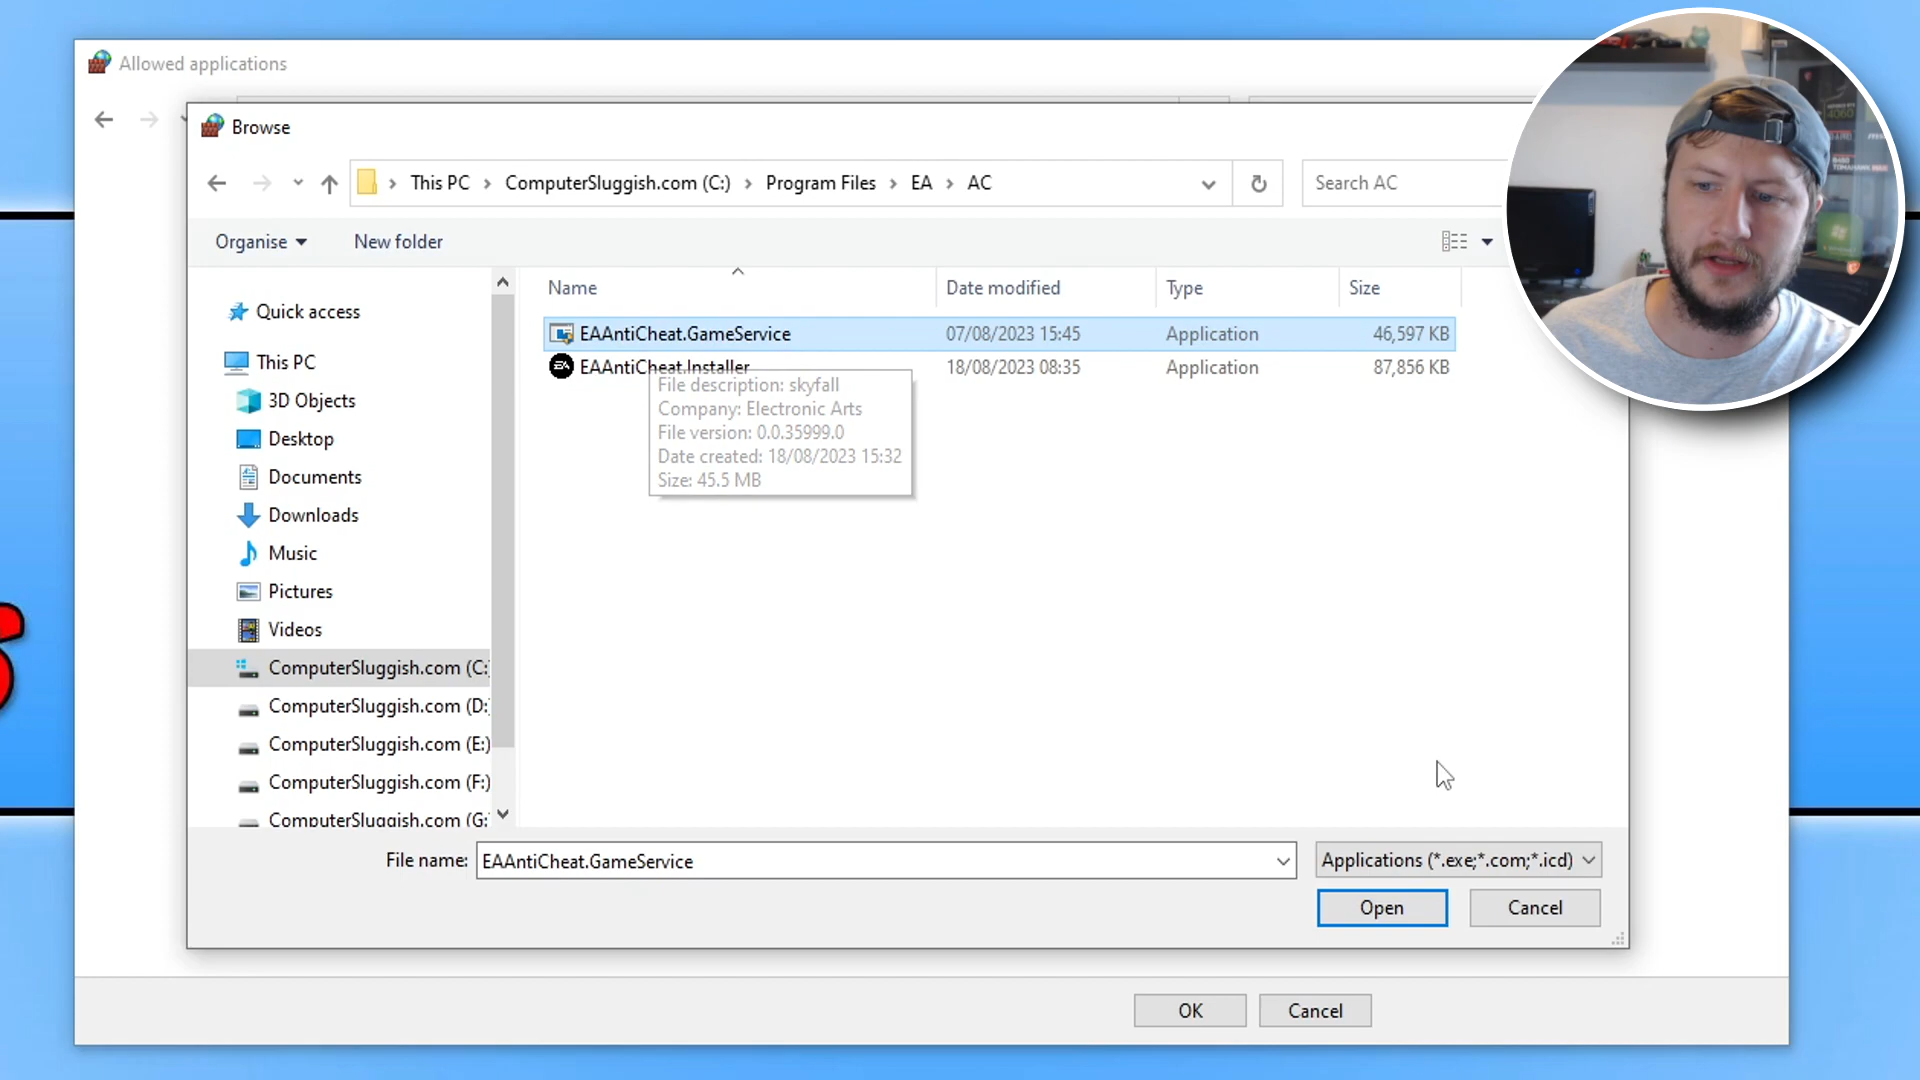 Allowed applications
Browse
This PC
ComputerSluggish.com (C:)
Program Files
EA
AC
Search AC
Organise
New folder
Name
Date modified
Type
Size
EAAntiCheat.GameService
07/08/2023 15:45
Application
46,597 KB
EAAntiCheat.Installer
18/08/2023 08:35
Application
87,856 KB
File description: skyfall
Company: Electronic Arts
File version: 0.0.35999.0
Date created: 18/08/2023 15:32
Size: 45.5 MB
Quick access
This PC
3D Objects
Desktop
Documents
Downloads
Music
Pictures
Videos
ComputerSluggish.com (C:
ComputerSluggish.com (D:
ComputerSluggish.com (E:)
ComputerSluggish.com (F:)
ComputerSluggish.com (G:
File name:
EAAntiCheat.GameService
Applications (*.exe;*.com;*.icd)
Open
Cancel
OK
Cancel